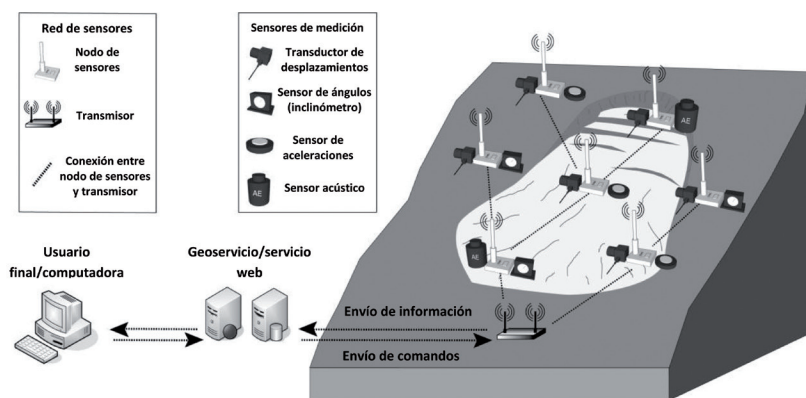 Red de sensores
Nodo de
sensores
Transmisor
Conexión entre
nodo de sensores
y transmisor
Sensores de medición
Transductor de
desplazamientos
Sensor de ángulos
(inclinómetro)
Sensor de
aceleraciones
AE
Sensor acústico
AE
AE
Usuario
final/computadora
Geoservicio/servicio
web
Envío de información
Envío de comandos